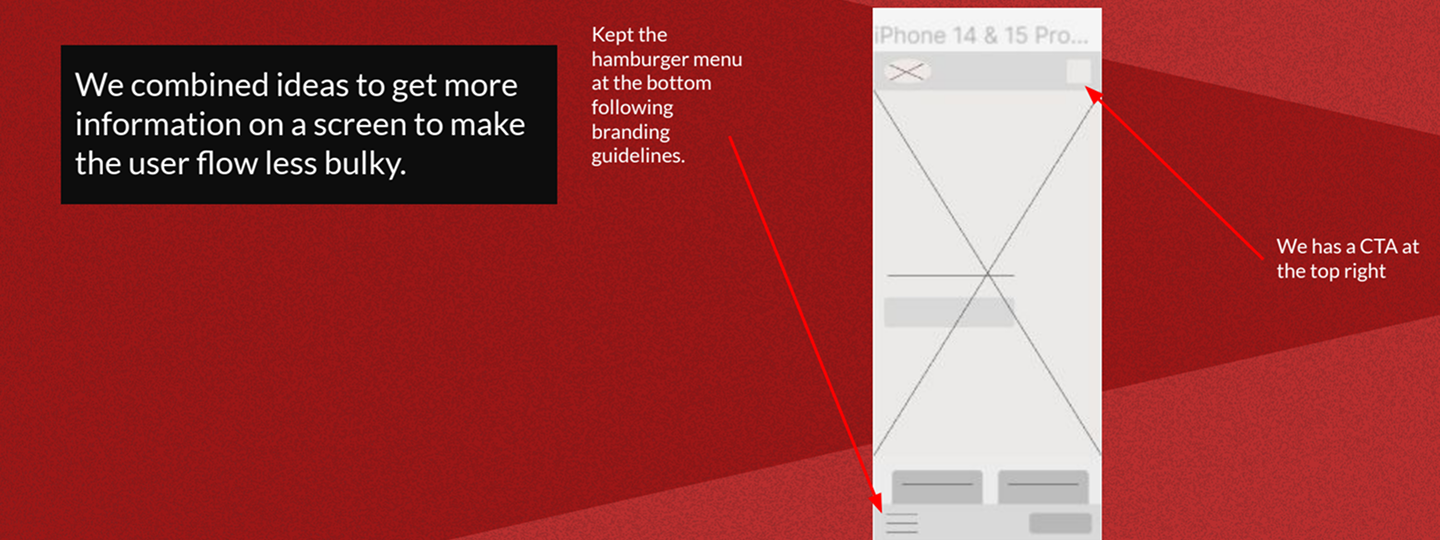 We combined ideas to get more
information on a screen to make
the user flow less bulky.
Kept the
hamburger menu
at the bottom
following
branding
guidelines.
iPhone 14 & 15 Pro...
We has a CTA at
the top right